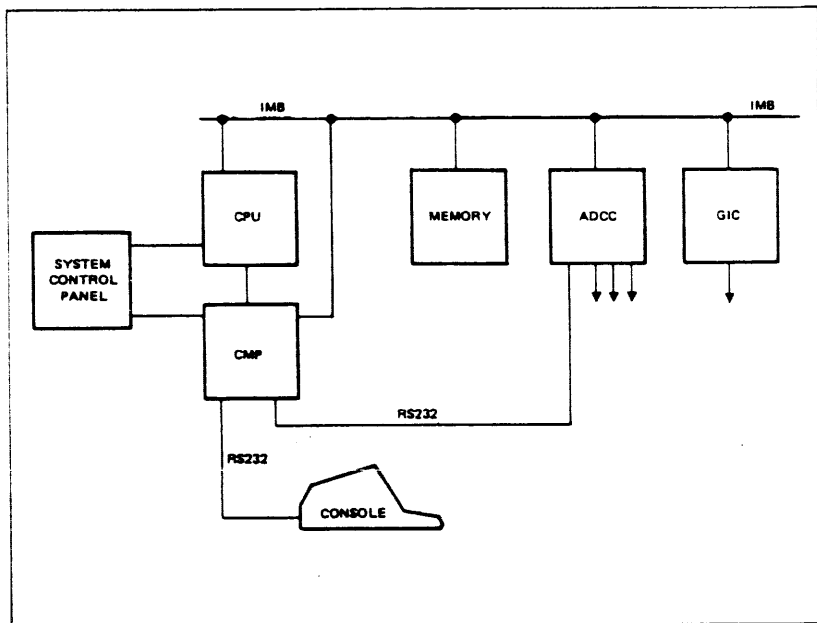 IMB IMB
CPU
MEMORY
ADCC
GIC
SYSTEM
CONTROL
PANEL
CMP
RS232
RS232
CONSOLE